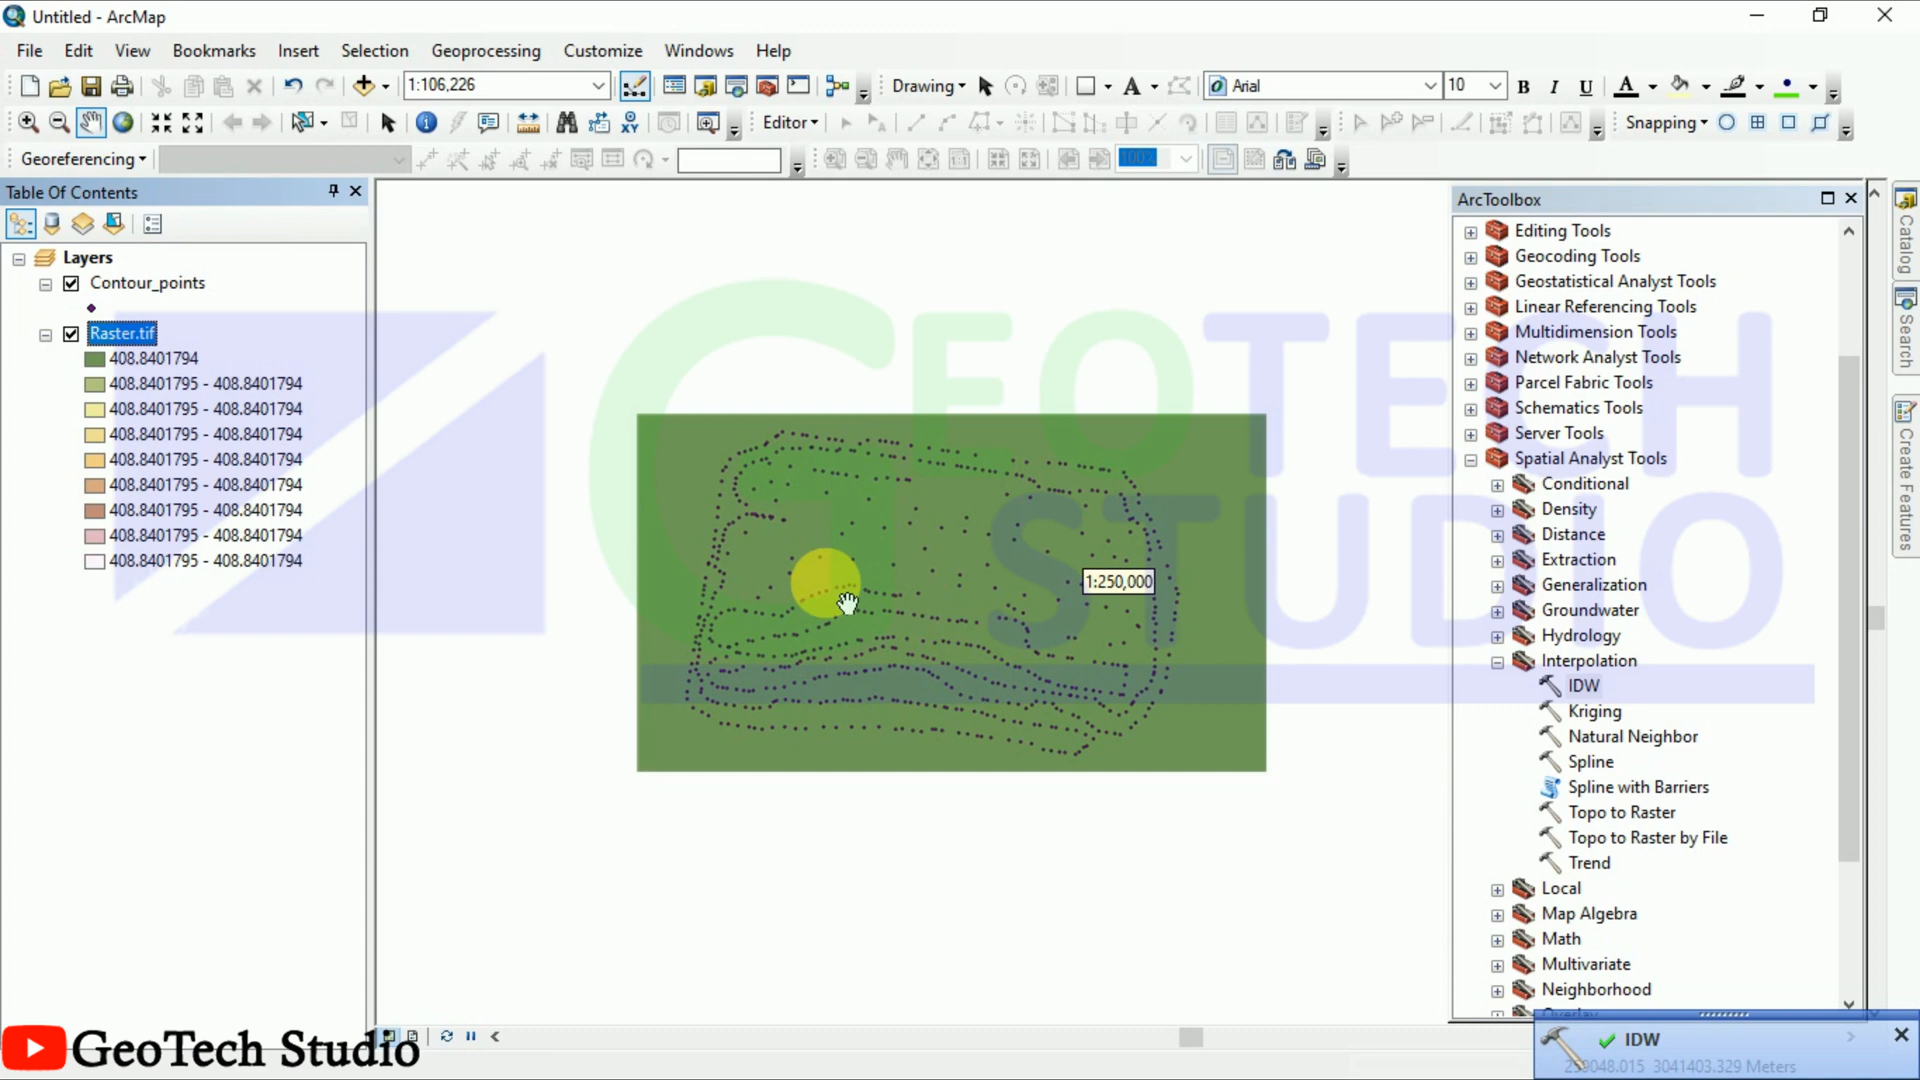 Untitled - ArcMap
File Edit View Bookmarks Insert Selection Geoprocessing Customize Windows Help
1:106,226 Drawing Arial 10 B I U A
Editor Snapping
Georeferencing 100%
Table Of Contents
Layers
Contour_points
Raster.tif
408.8401794
408.8401795 - 408.8401794
408.8401795 - 408.8401794
408.8401795 - 408.8401794
408.8401795 - 408.8401794
408.8401795 - 408.8401794
408.8401795 - 408.8401794
408.8401795 - 408.8401794
408.8401795 - 408.8401794
GEOTECH
STUDIO
1:250,000
ArcToolbox
Editing Tools
Geocoding Tools
Geostatistical Analyst Tools
Linear Referencing Tools
Multidimension Tools
Network Analyst Tools
Parcel Fabric Tools
Schematics Tools
Server Tools
Spatial Analyst Tools
Conditional
Density
Distance
Extraction
Generalization
Groundwater
Hydrology
Interpolation
IDW
Kriging
Natural Neighbor
Spline
Spline with Barriers
Topo to Raster
Topo to Raster by File
Trend
Local
Map Algebra
Math
Multivariate
Neighborhood
Catalog
Search
Create Features
GeoTech Studio
IDW
3041403.329 Meters